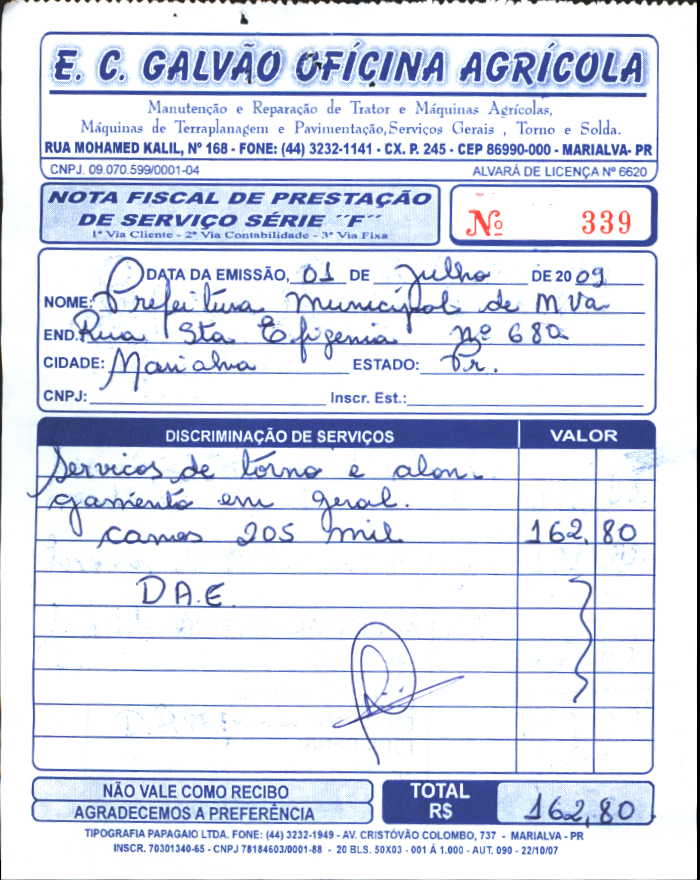 E. C. GALVÃO OFÍCINA AGRÍCOLA
Manutenção e Reparação de Trator e Máquinas Agrícolas,
Máquinas de Terraplanagem e Pavimentação,Serviços Gerais , Torno e Solda.
RUA MOHAMED KALIL, Nº 168 - FONE: (44) 3232-1141 - CX. P. 245 - CEP 86990-000 - MARIALVA- PR
CNPJ. 09.070.599/0001-04 ALVARÁ DE LICENÇA Nº 6620
NOTA FISCAL DE PRESTAÇÃO
DE SERVIÇO SÉRIE ´´F´´
1ª Via Cliente - 2ª Via Contabilidade - 3ª Via Fixa
Nº 339
DATA DA EMISSÃO, 01 DE Julho DE 2009
NOME: Prefeitura Municipal de Mva
END. Rua Sta Efigenia Nº 680
CIDADE: Marialva ESTADO: Pr.
CNPJ: Inscr. Est.:
DISCRIMINAÇÃO DE SERVIÇOS VALOR
Servicos de torno e alon-
gamento em geral.
205 mil 162,80
D.A.E.
NÃO VALE COMO RECIBO
AGRADECEMOS A PREFERÊNCIA
TOTAL
R$ 162,80
TIPOGRAFIA PAPAGAIO LTDA. FONE: (44) 3232-1949 - AV. CRISTÓVÃO COLOMBO, 737 - MARIALVA - PR
INSCR. 70301340-65 - CNPJ 78184603/0001-88 - 20 BLS. 50X03 - 001 Á 1.000 - AUT. 090 - 22/10/07